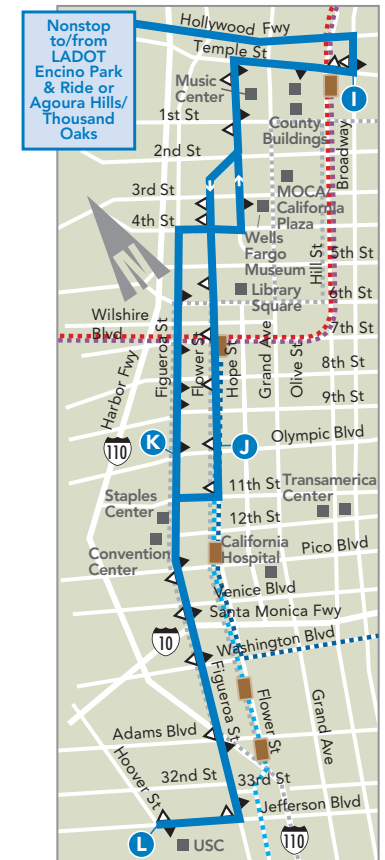 Nonstop
to/from
LADOT
Encino Park
& Ride or
Agoura Hills/
Thousand
Oaks
Hollywood Fwy
Temple St
Music
Center
I
1st St
County
Buildings
Broadway
2nd St
3rd St
MOCA/
California
Plaza
4th St
Wells
Fargo
Museum
Hill St
5th St
N
Library
Square
6th St
Wilshire
Blvd
7th St
Harbor Fwy
Figueroa St
Flower St
Hope St
Grand Ave
Olive St
8th St
9th St
110
K
J
Olympic Blvd
11th St
Transamerica
Center
Staples
Center
12th St
Convention
Center
California
Hospital
Pico Blvd
Venice Blvd
10
Santa Monica Fwy
Washington Blvd
Figueroa St
Flower St
Grand Ave
Adams Blvd
Hoover St
32nd St
33rd St
Jefferson Blvd
L
USC
110